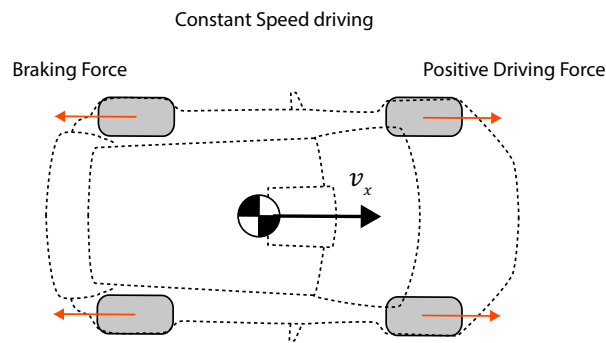 Constant Speed driving
Braking Force
Positive Driving Force
vₓ